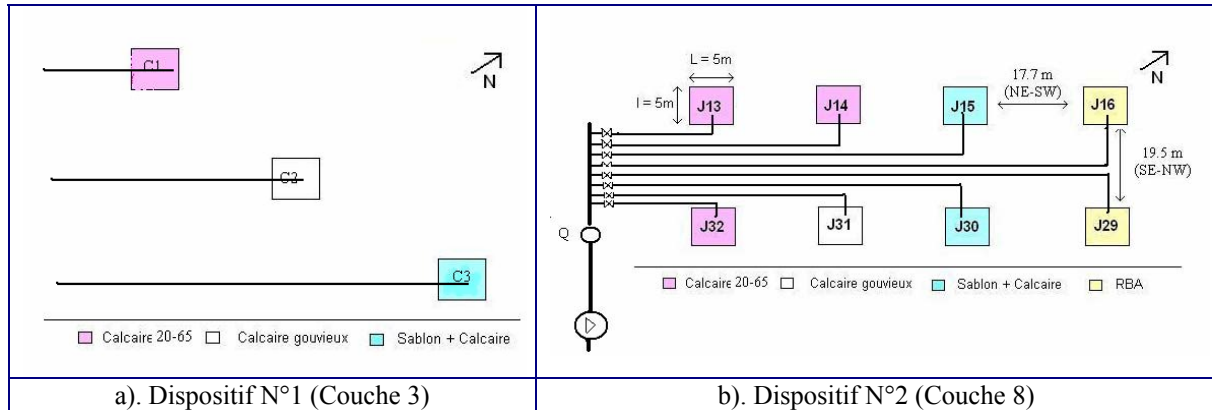 C1
N
C2
C3
Calcaire 20-65 Calcaire gouvieux Sablon + Calcaire
a). Dispositif N°1 (Couche 3)
L = 5m
l = 5m
J13
J14
J15
17.7 m
(NE-SW)
J16
N
19.5 m
(SE-NW)
Q
J32
J31
J30
J29
Calcaire 20-65 Calcaire gouvieux Sablon + Calcaire RBA
b). Dispositif N°2 (Couche 8)